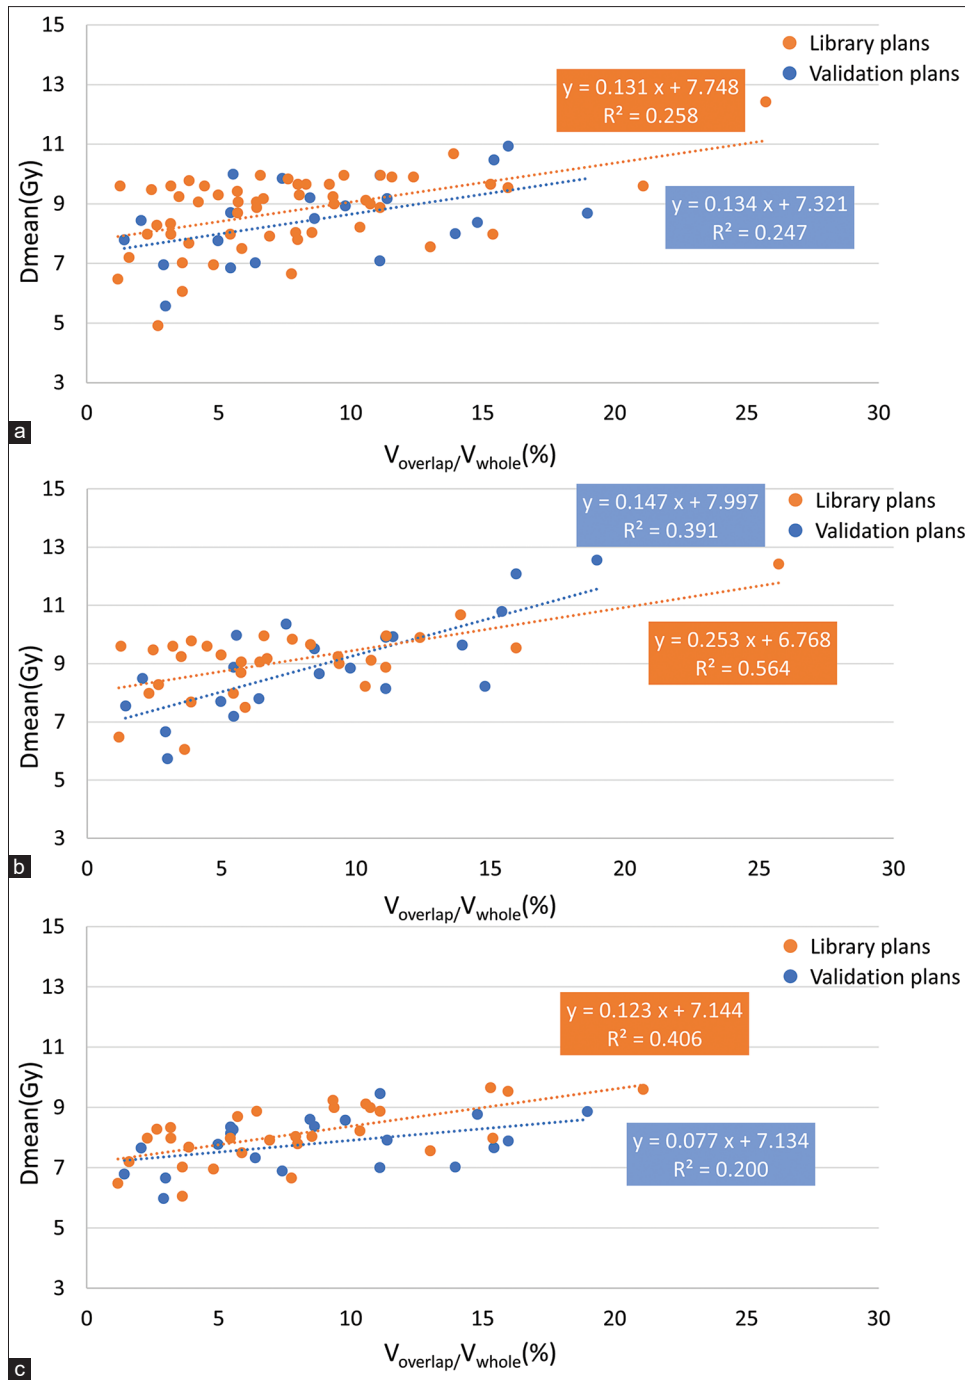 15
Library plans
Validation plans
13
y = 0.131 x + 7.748
R² = 0.258
11
9
y = 0.134 x + 7.321
R² = 0.247
7
5
3
Dmean(Gy)
0 5 10 15 20 25 30
a
Voverlap/Vwhole(%)
15
y = 0.147 x + 7.997
R² = 0.391
Library plans
Validation plans
13
11
y = 0.253 x + 6.768
R² = 0.564
9
7
5
3
Dmean(Gy)
0 5 10 15 20 25 30
b
Voverlap/Vwhole(%)
15
Library plans
Validation plans
13
y = 0.123 x + 7.144
R² = 0.406
11
9
y = 0.077 x + 7.134
R² = 0.200
7
5
3
Dmean(Gy)
0 5 10 15 20 25 30
Voverlap/Vwhole(%)
c